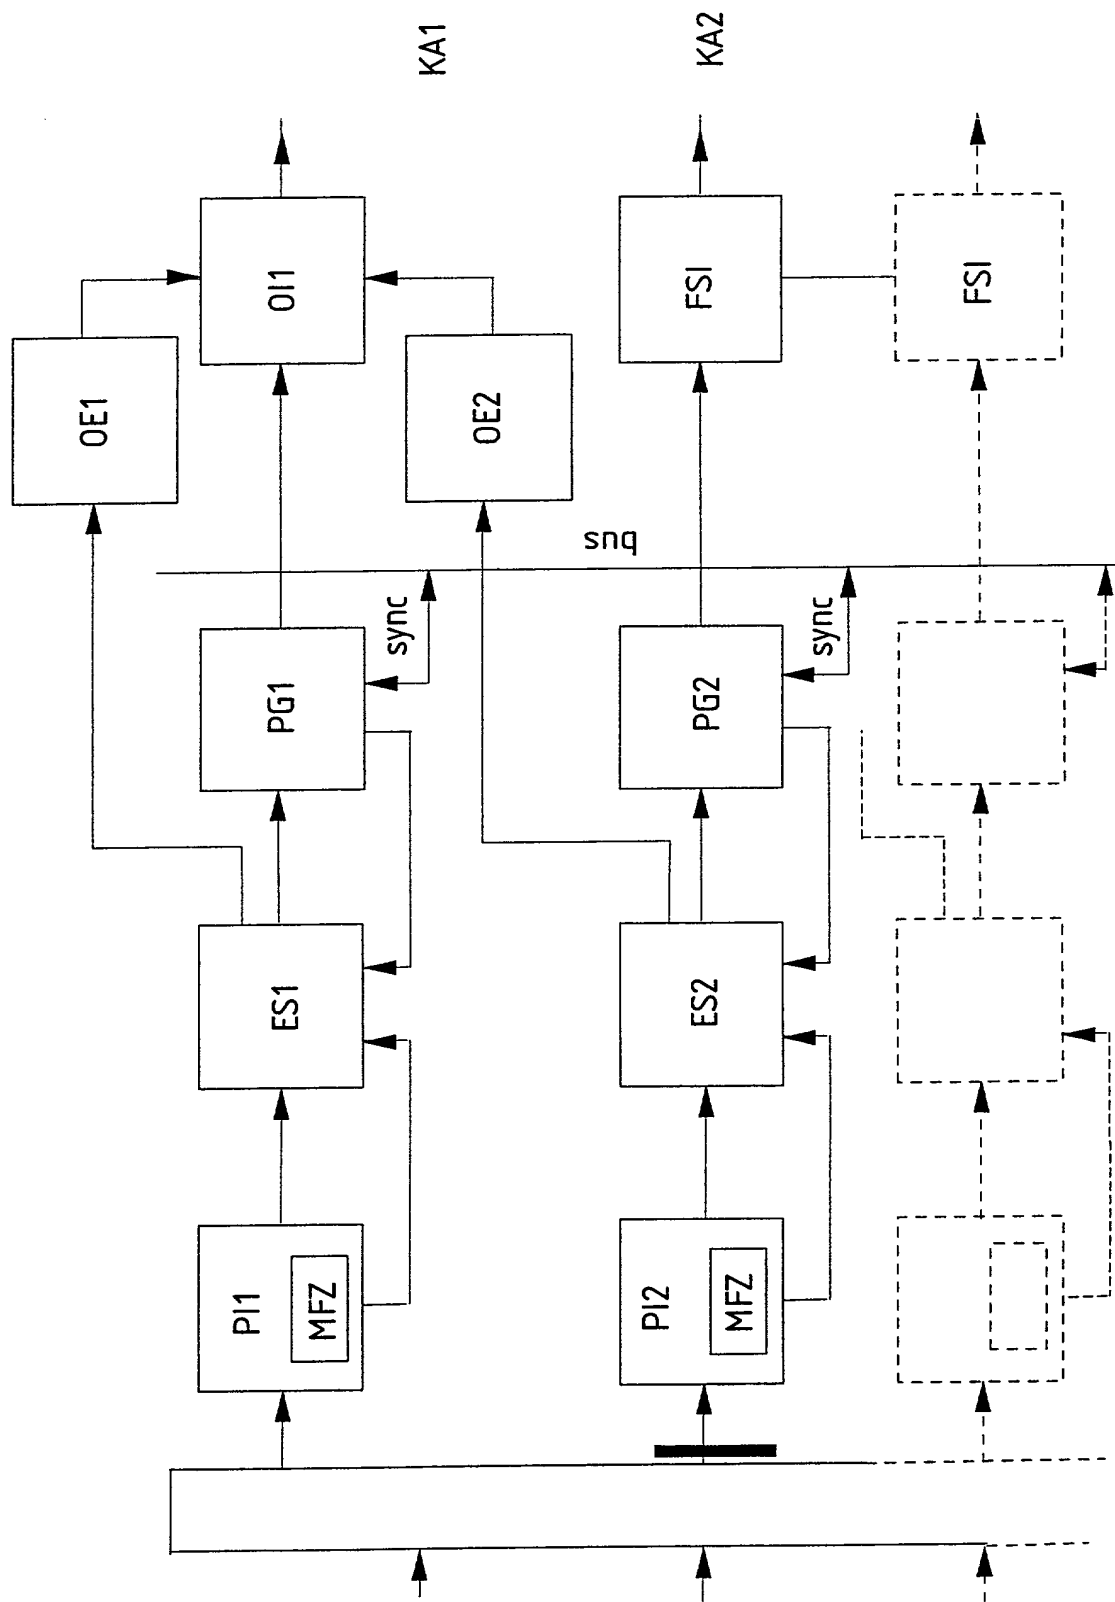 OE1
PI1
MFZ
ES1
PG1
OI1
sync
KA1
OE2
bus
PI2
MFZ
ES2
PG2
FSI
KA2
sync
FSI